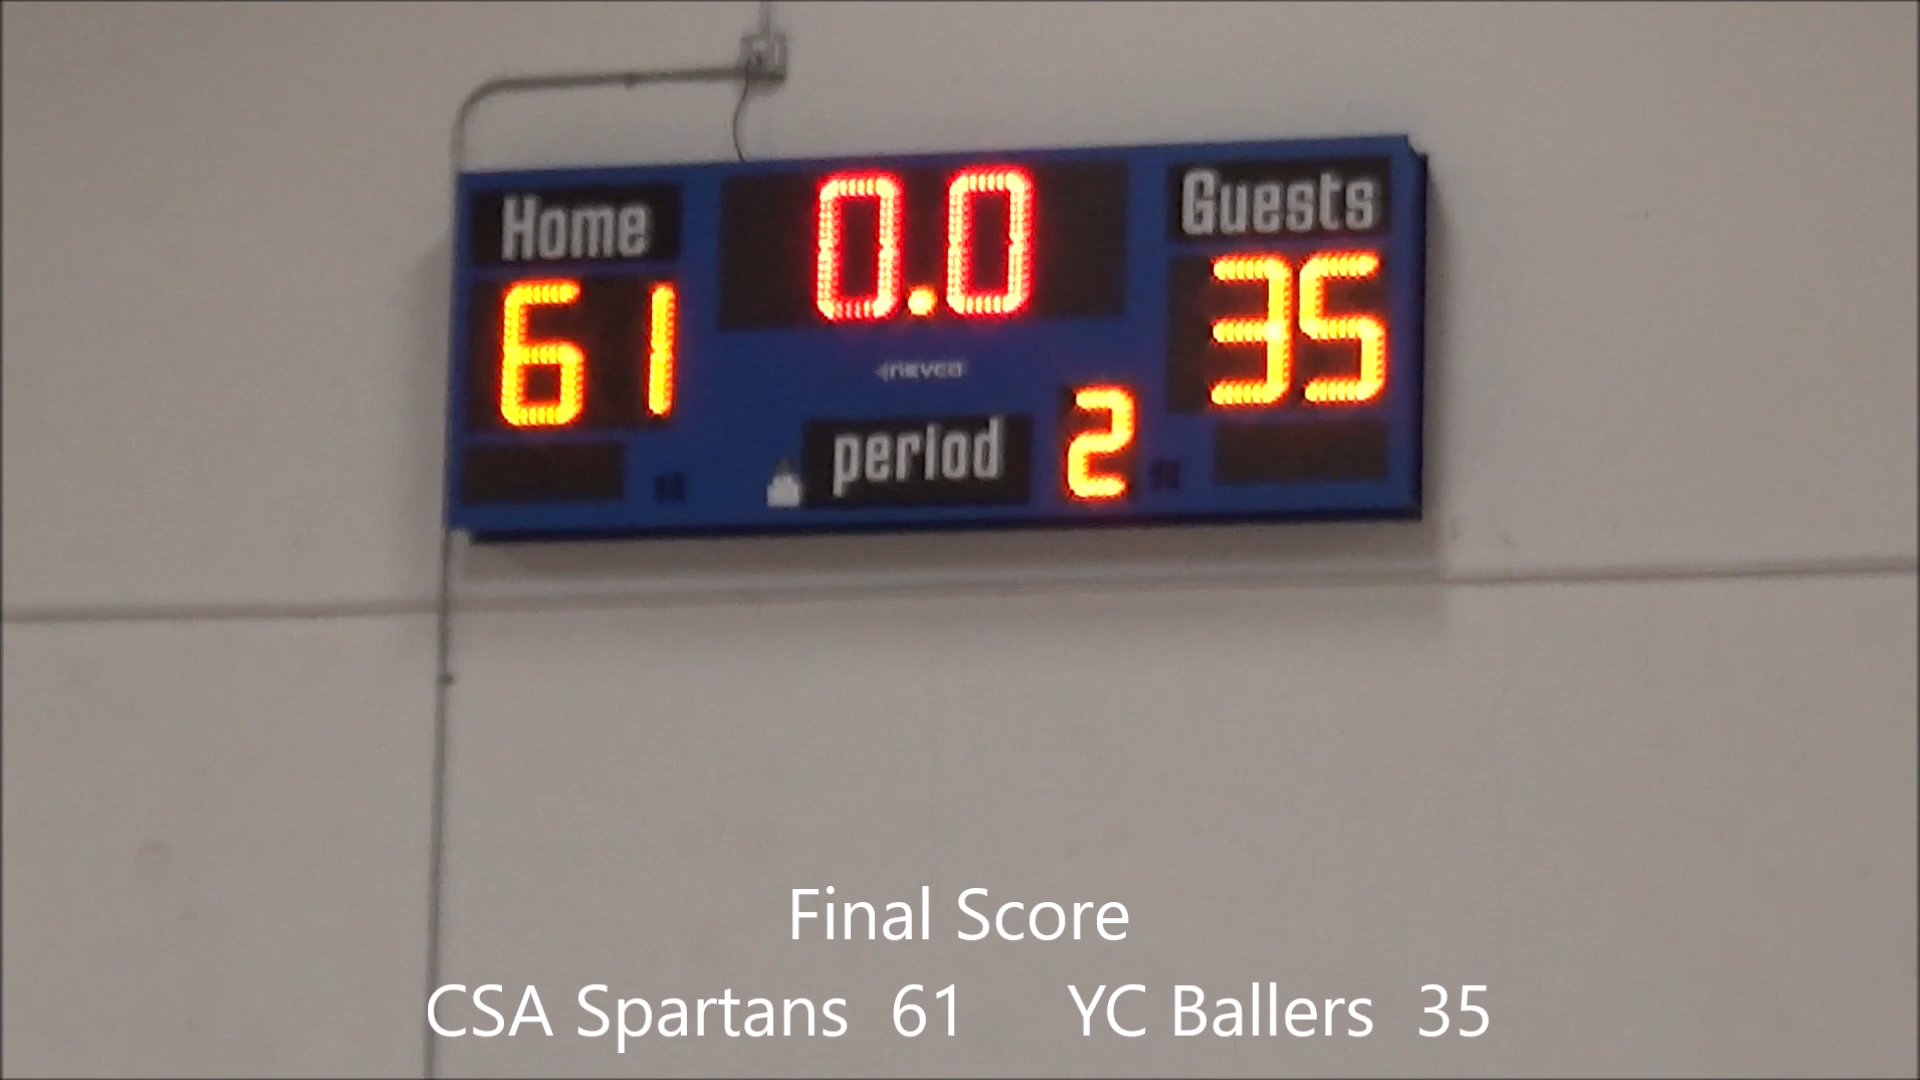 Home 0.0 Guests
61 35
nevco
period 2
Final Score
CSA Spartans 61 YC Ballers 35